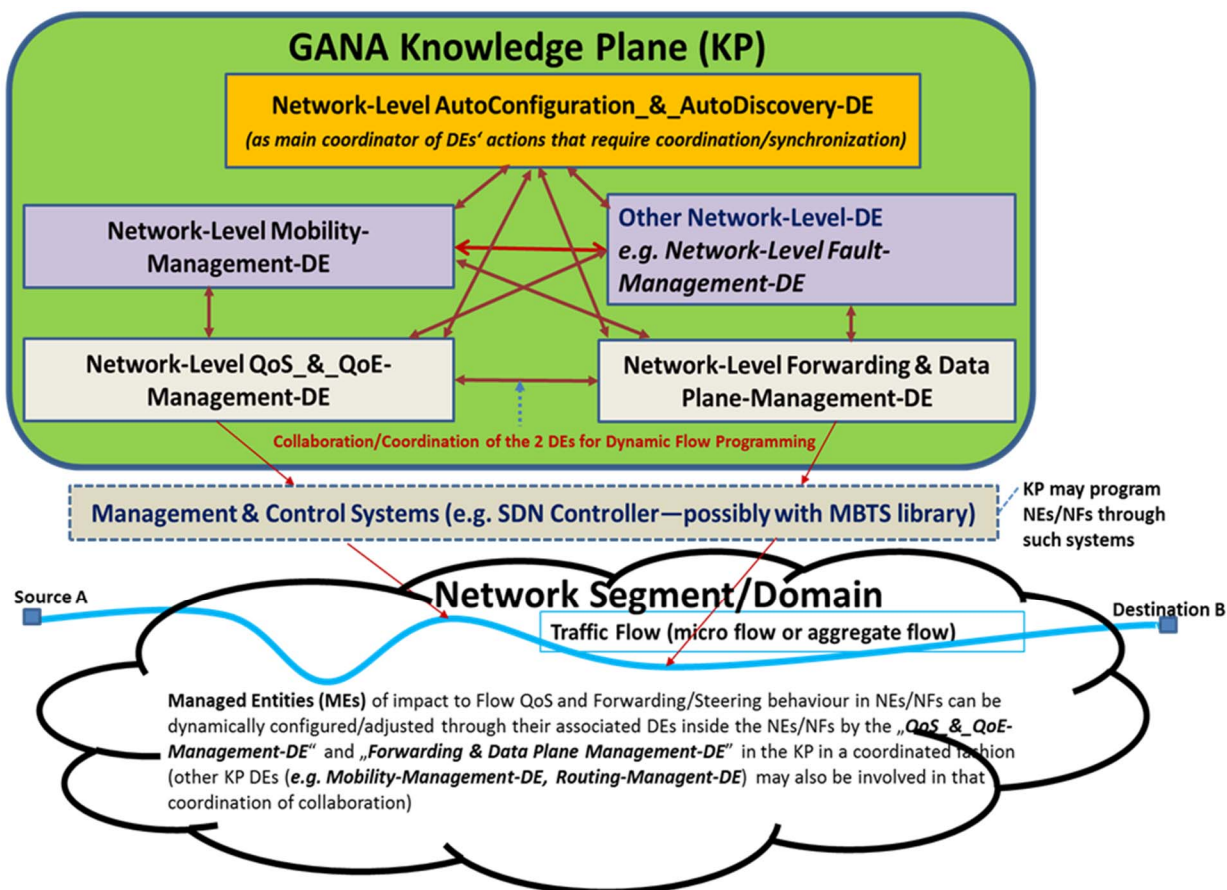 GANA Knowledge Plane (KP)
Network-Level AutoConfiguration_&_AutoDiscovery-DE
(as main coordinator of DEs‘ actions that require coordination/synchronization)
Network-Level Mobility-
Management-DE
Other Network-Level-DE
e.g. Network-Level Fault-
Management-DE
Network-Level QoS_&_QoE-
Management-DE
Network-Level Forwarding & Data
Plane-Management-DE
Collaboration/Coordination of the 2 DEs for Dynamic Flow Programming
Management & Control Systems (e.g. SDN Controller—possibly with MBTS library)
KP may program
NEs/NFs through
such systems
Network Segment/Domain
Source A
Destination B
Traffic Flow (micro flow or aggregate flow)
Managed Entities (MEs) of impact to Flow QoS and Forwarding/Steering behaviour in NEs/NFs can be
dynamically configured/adjusted through their associated DEs inside the NEs/NFs by the „QoS_&_QoE-
Management-DE“ and „Forwarding & Data Plane Management-DE” in the KP in a coordinated fashion
(other KP DEs (e.g. Mobility-Management-DE, Routing-Managent-DE) may also be involved in that
coordination of collaboration)